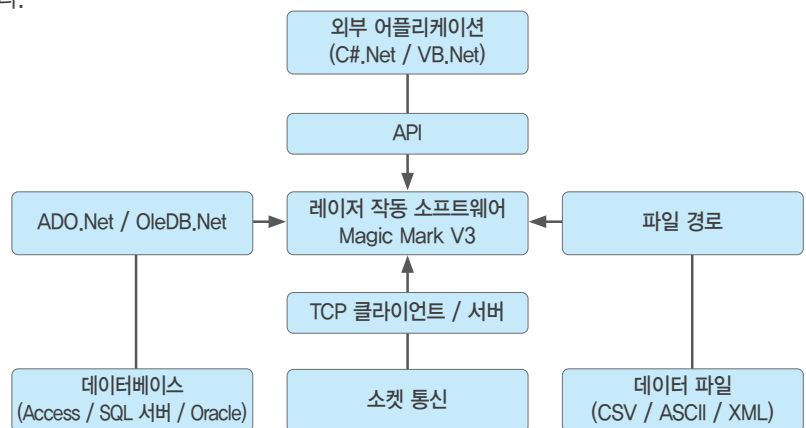 다.
외부 어플리케이션
(C#.Net / VB.Net)
API
ADO.Net / OleDB.Net
레이저 작동 소프트웨어
Magic Mark V3
파일 경로
TCP 클라이언트 / 서버
데이터베이스
(Access / SQL 서버 / Oracle)
소켓 통신
데이터 파일
(CSV / ASCII / XML)